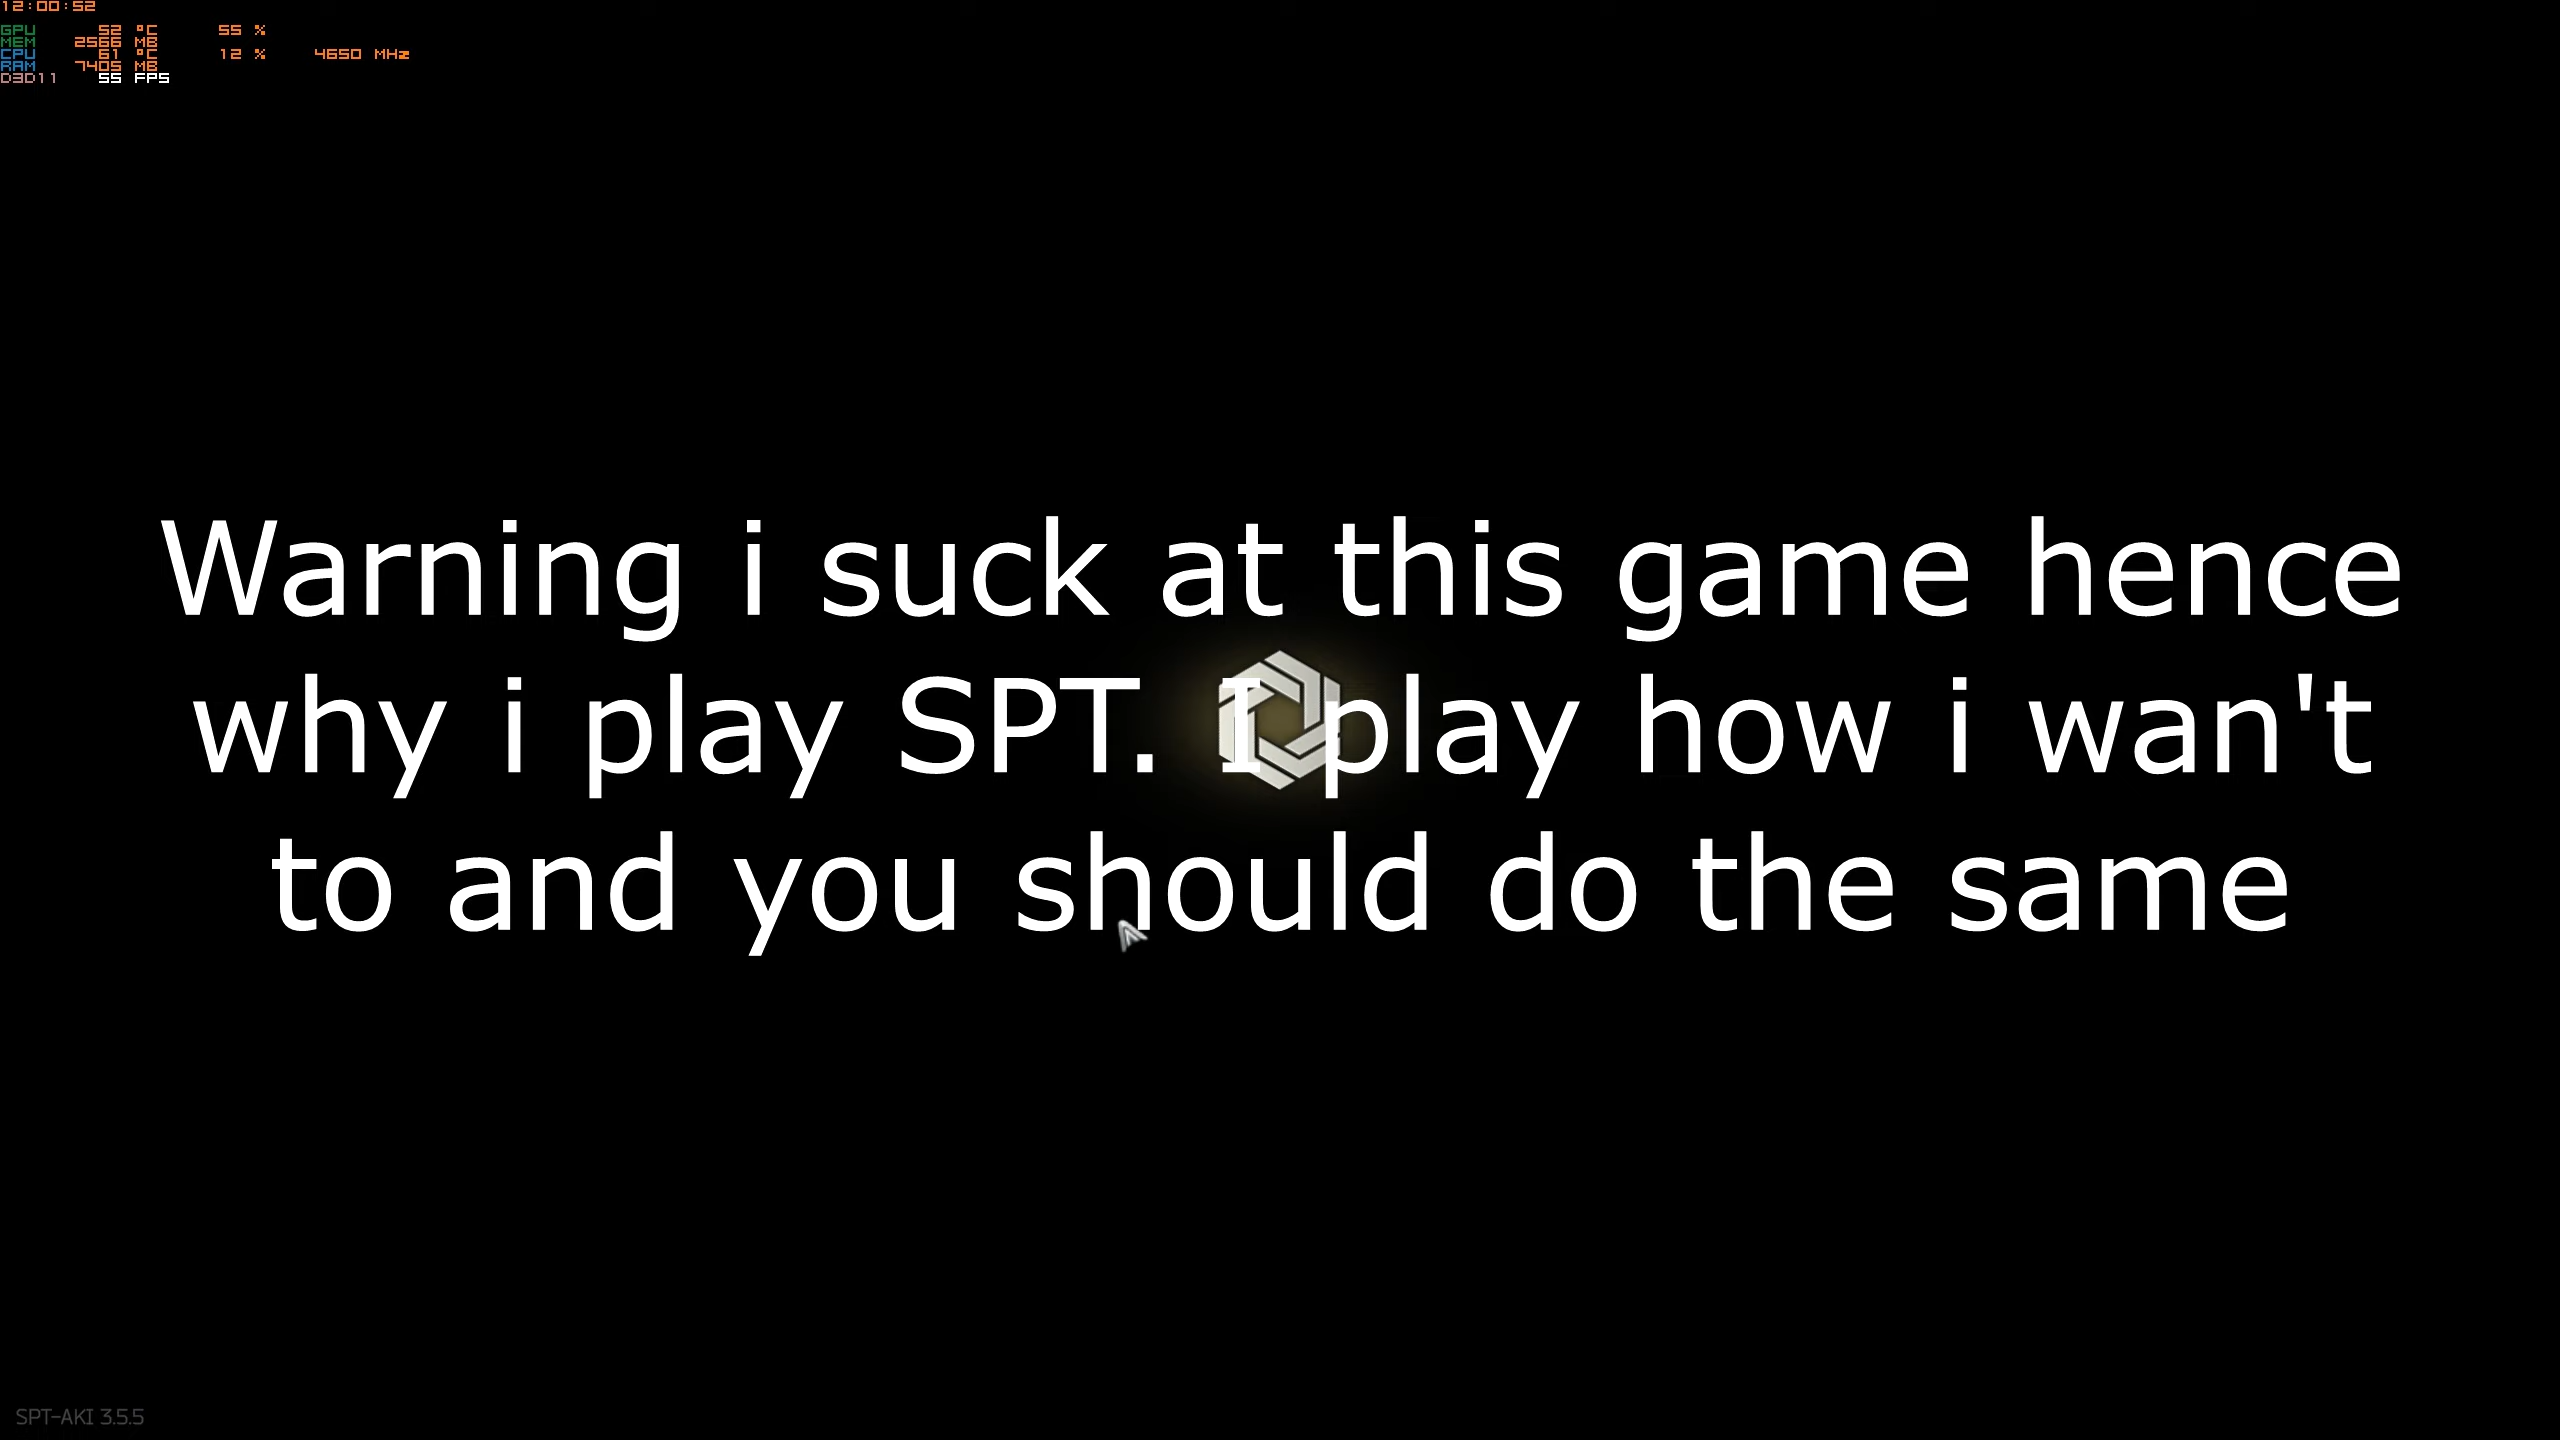 12:00:52
GPU 52 °C 55 %
MEM 2566 MB
CPU 61 °C 12 % 4650 MHz
RAM 7405 MB
D3D11 55 FPS
Warning i suck at this game hence
why i play SPT. I play how i wan't
to and you should do the same
SPT-AKI 3.5.5